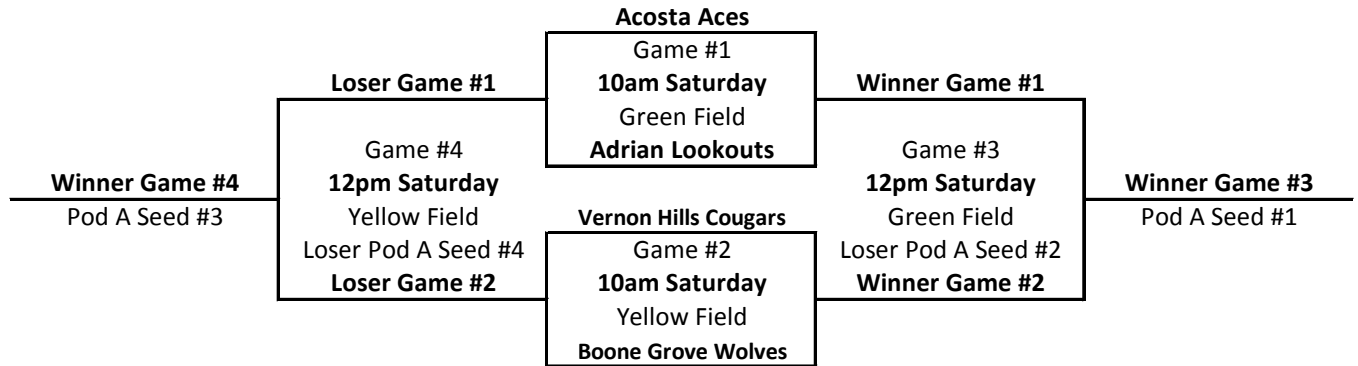 Acosta Aces
Game #1
Loser Game #1 10am Saturday Winner Game #1
Green Field
Game #4 Adrian Lookouts Game #3
Winner Game #4 12pm Saturday 12pm Saturday Winner Game #3
Pod A Seed #3 Yellow Field Vernon Hills Cougars Green Field Pod A Seed #1
Loser Pod A Seed #4 Game #2 Loser Pod A Seed #2
Loser Game #2 10am Saturday Winner Game #2
Yellow Field
Boone Grove Wolves